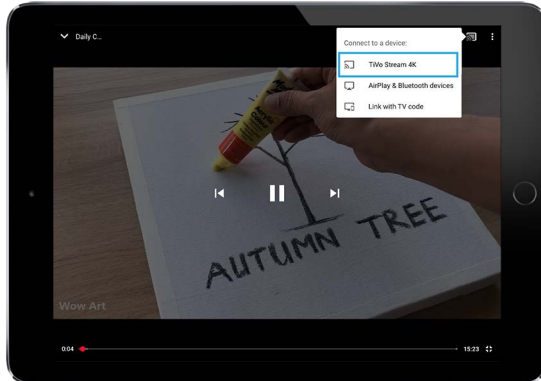 Daily C...
Connect to a device:
TiVo Stream 4K
AirPlay & Bluetooth devices
Link with TV code
AUTUMN TREE
Wow Art
0:04
15:23